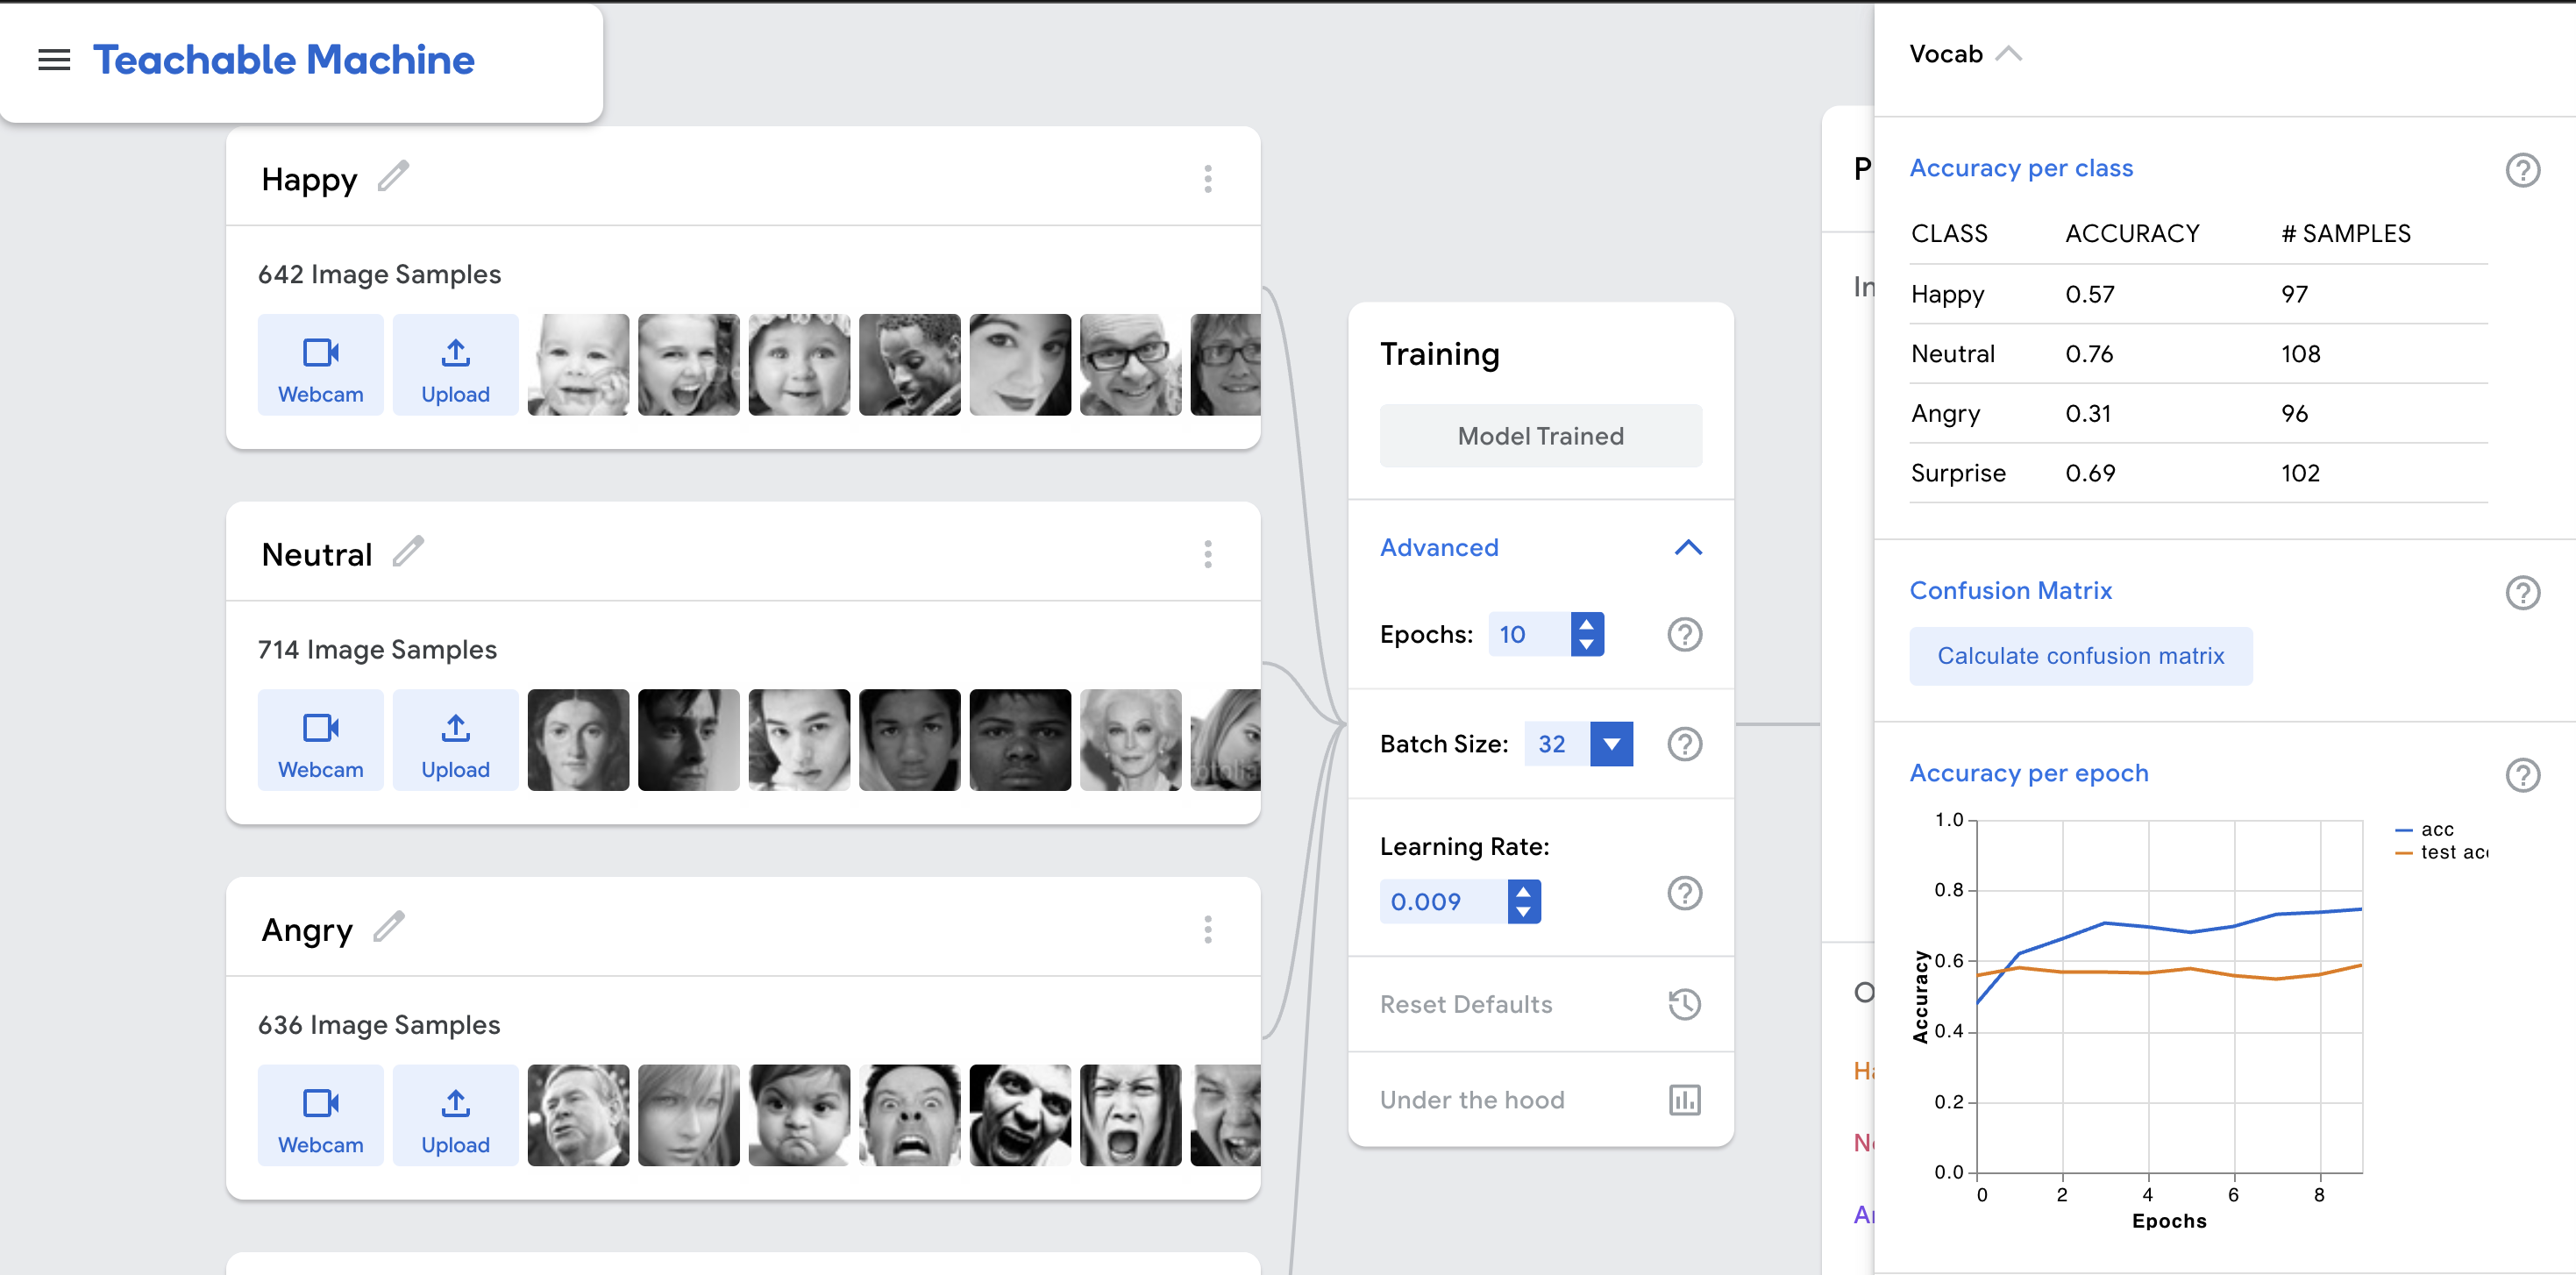 Teachable Machine
Happy
642 Image Samples
Webcam
Upload
Neutral
714 Image Samples
Webcam
Upload
Angry
636 Image Samples
Webcam
Upload
Training
Model Trained
Advanced
Epochs: 10
Batch Size: 32
Learning Rate:
0.009
Reset Defaults
Under the hood
Vocab
Accuracy per class
CLASS ACCURACY # SAMPLES
Happy 0.57 97
Neutral 0.76 108
Angry 0.31 96
Surprise 0.69 102
Confusion Matrix
Calculate confusion matrix
Accuracy per epoch
acc
test
1.0
0.8
0.6
0.4
0.2
0.0
Accuracy
0 2 4 6 8
Epochs